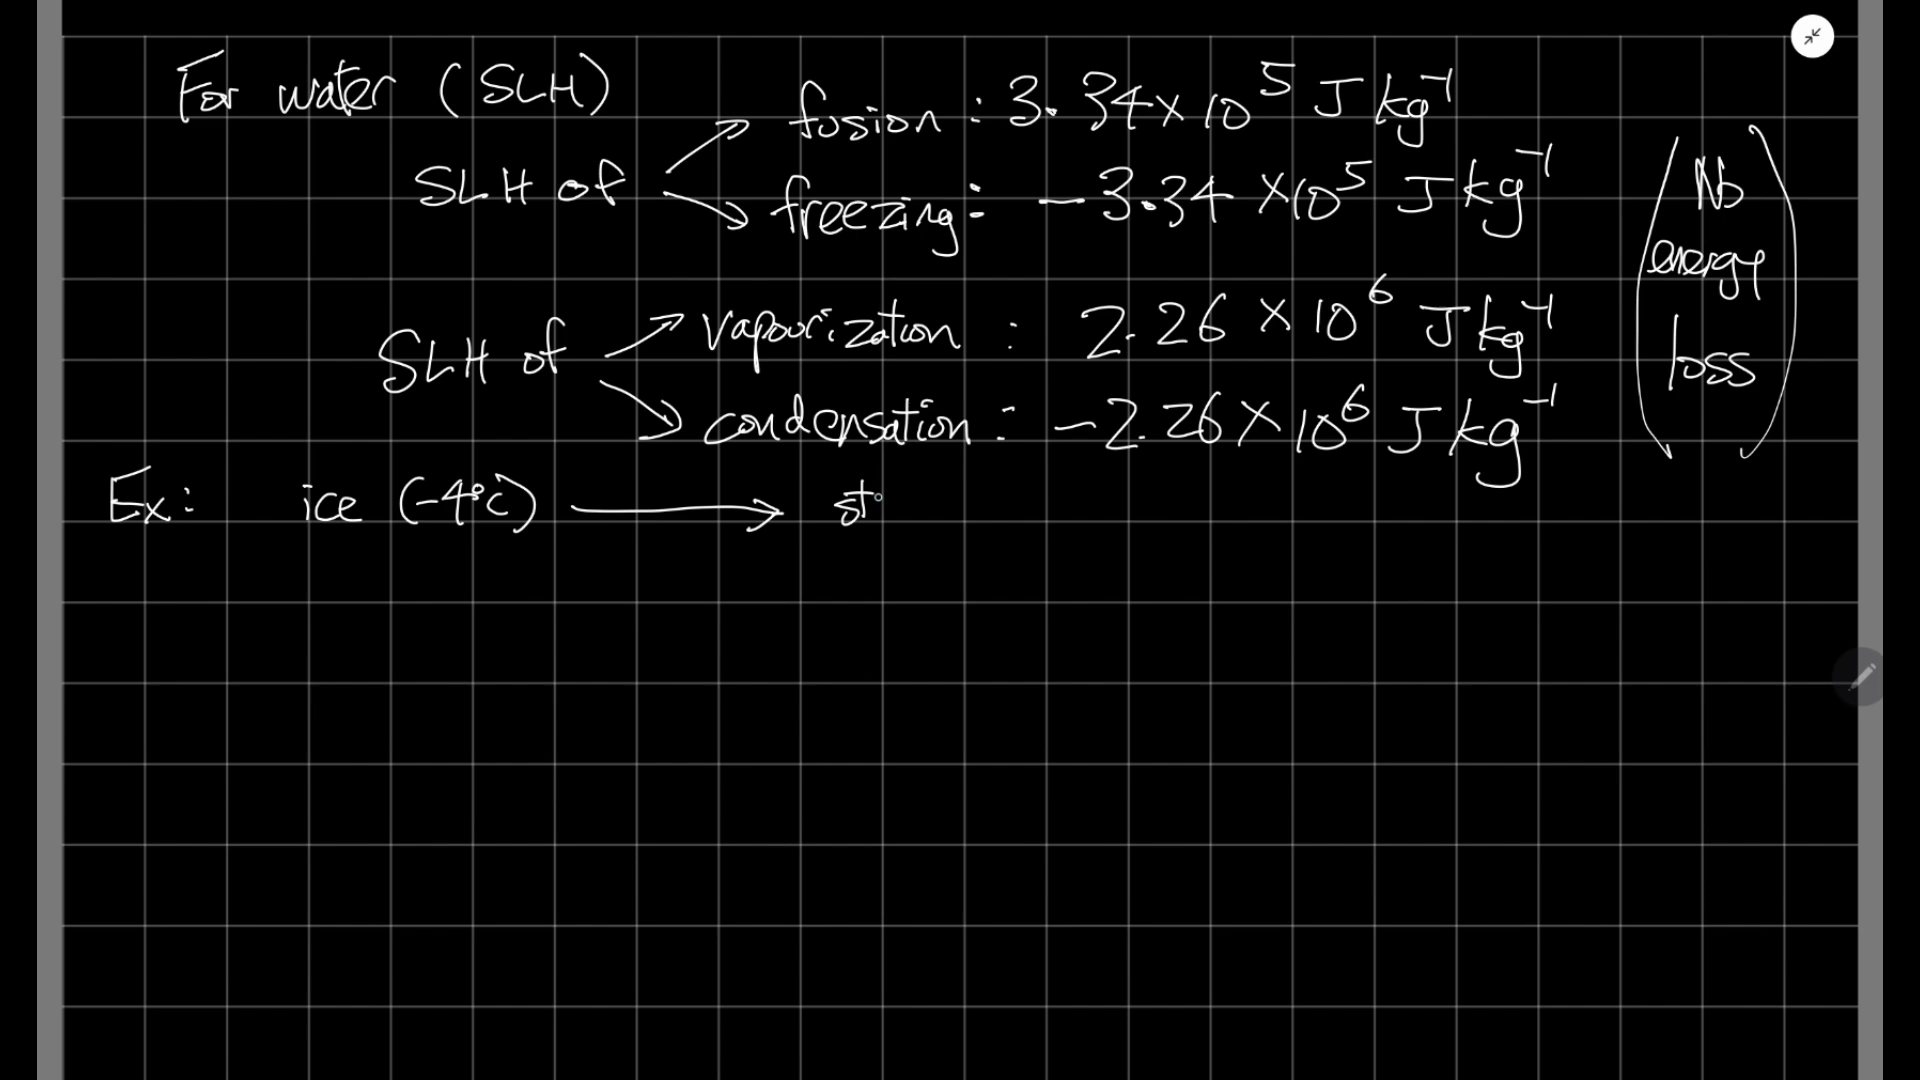 For water (SLH)
fusion : 3.34×10⁵ J kg⁻¹
SLH of
freezing: −3.34 ×10⁵ J kg⁻¹
vapourization : 2.26 × 10⁶ J kg⁻¹
SLH of
condensation: −2.26×10⁶ J kg⁻¹
No
energy
loss
Ex: ice (−4°C) ⟶ st